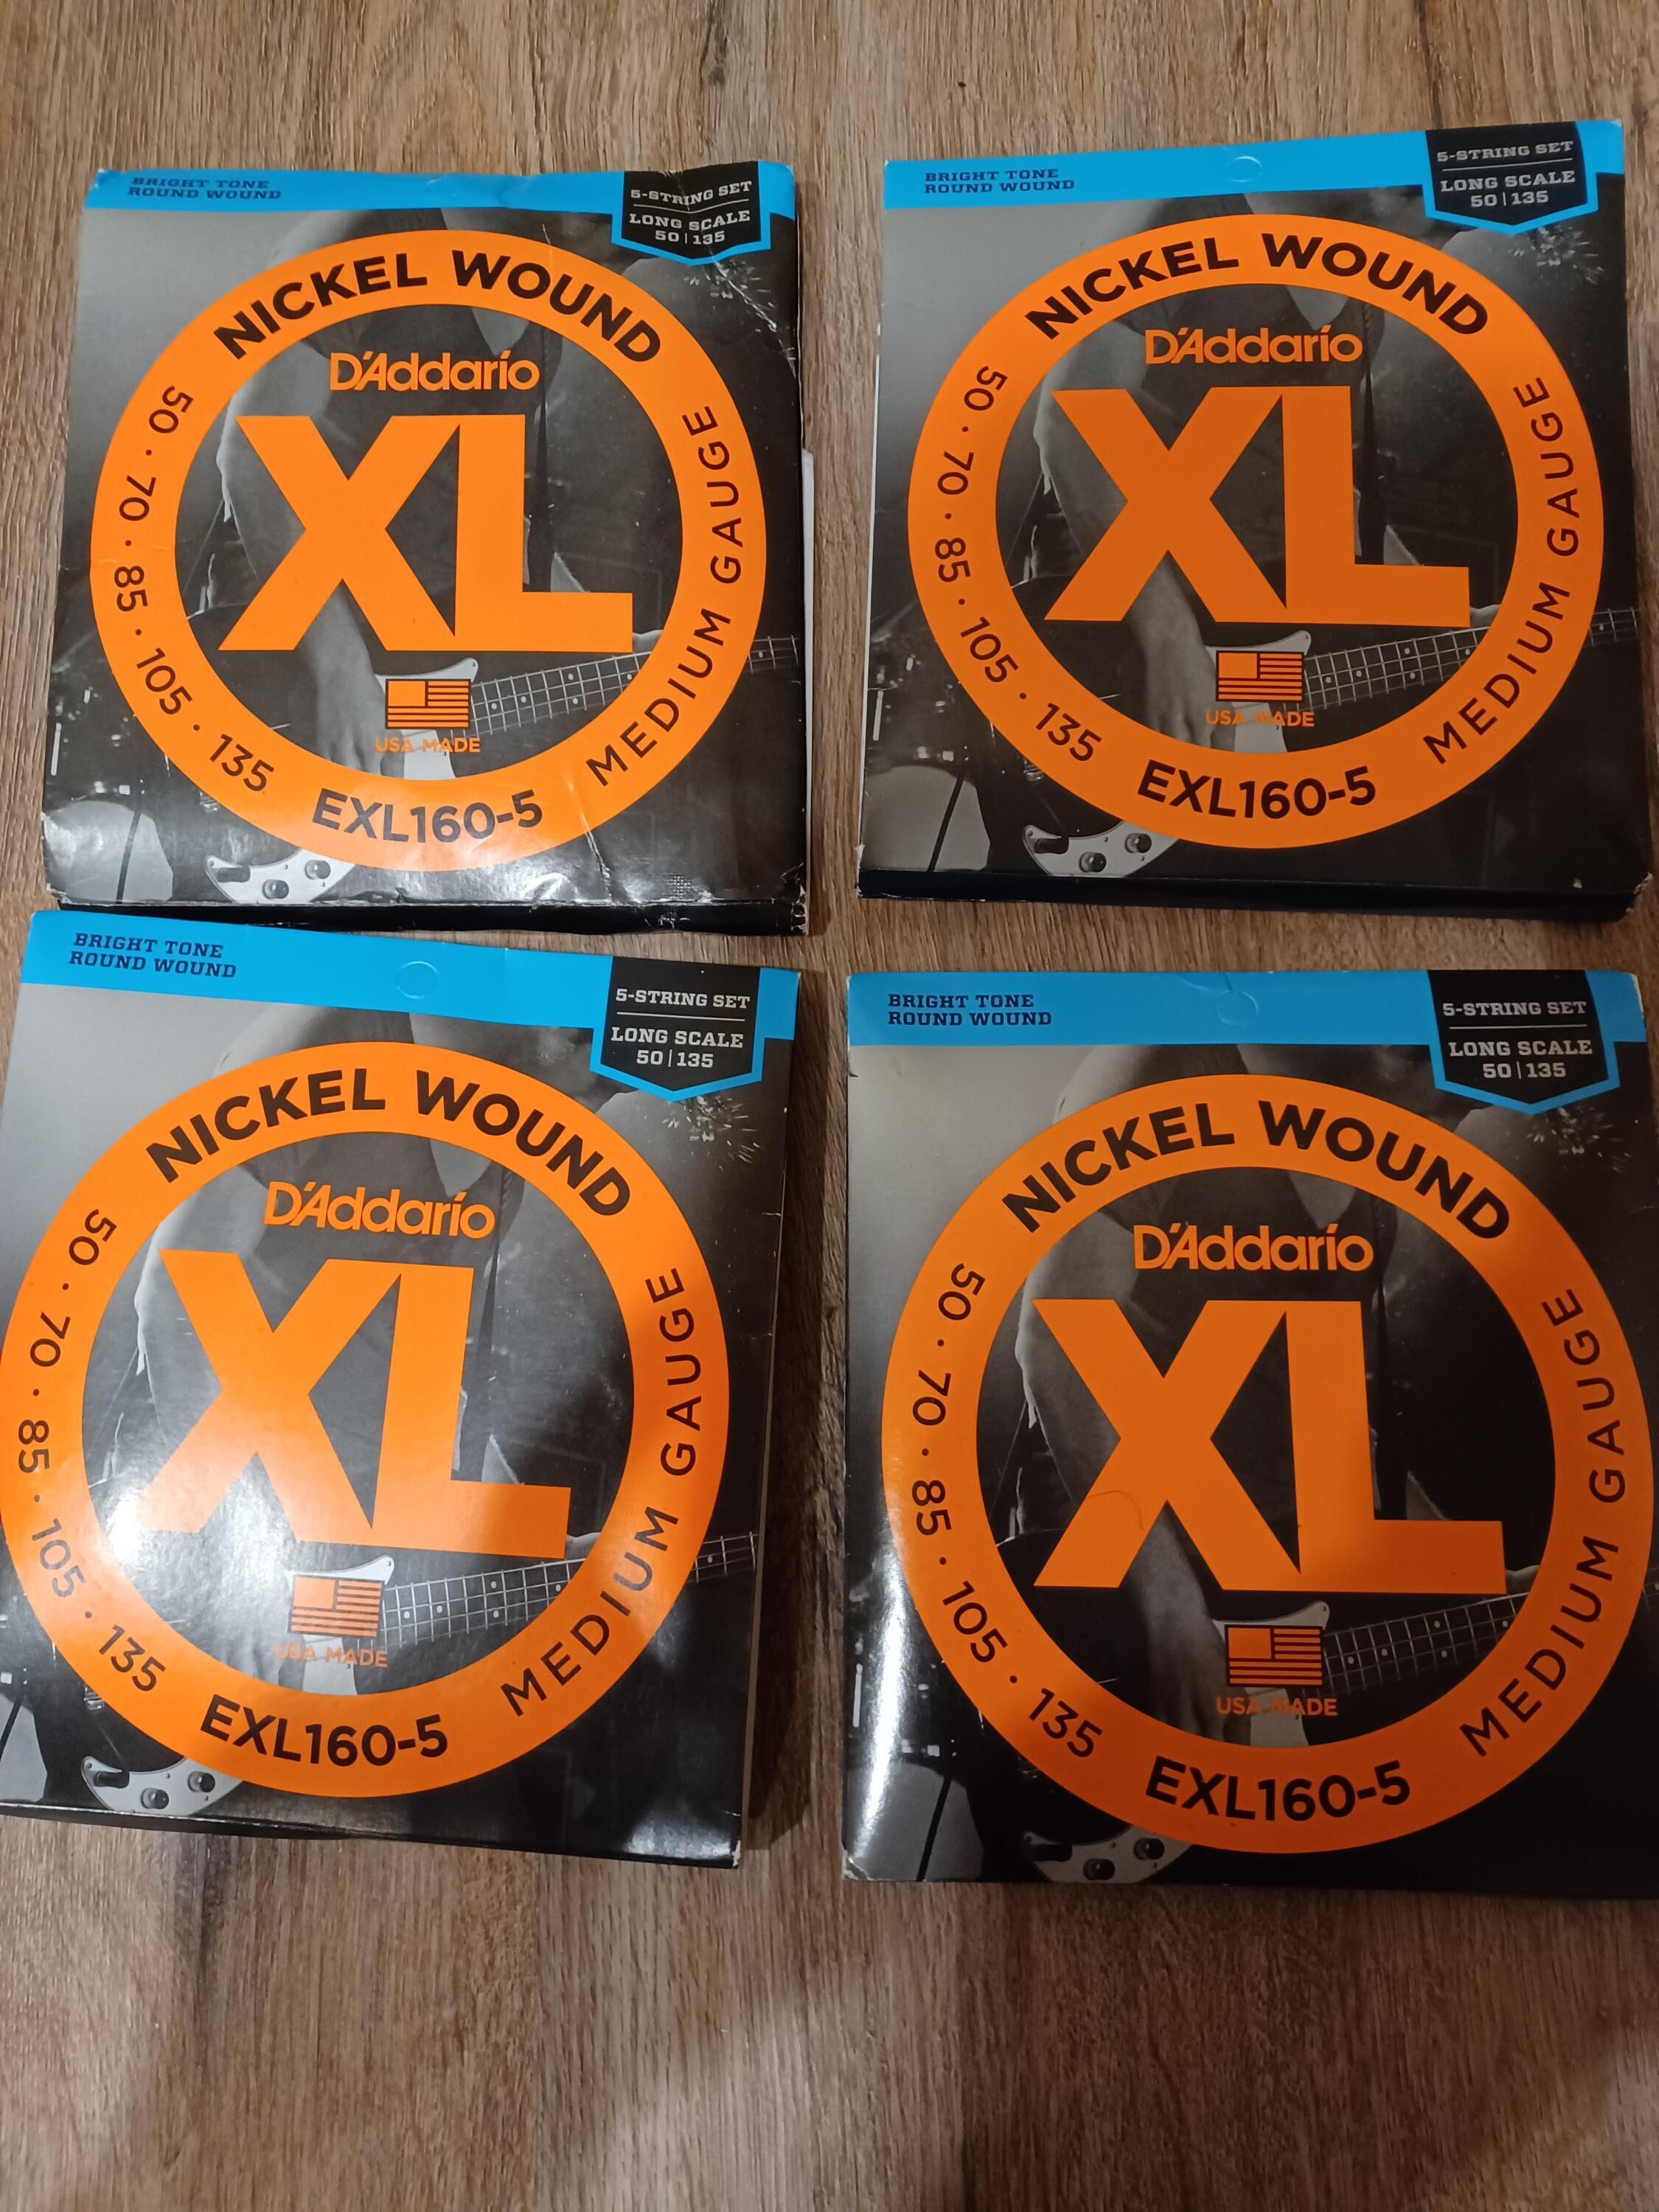 BRIGHT TONE
ROUND WOUND
5-STRING SET
LONG SCALE
50|135
NICKEL WOUND
D'Addario
XL
50 · 70 · 85 · 105 · 135
MEDIUM GAUGE
USA MADE
EXL160-5
BRIGHT TONE
ROUND WOUND
5-STRING SET
LONG SCALE
50|135
NICKEL WOUND
D'Addario
XL
50 · 70 · 85 · 105 · 135
MEDIUM GAUGE
USA MADE
EXL160-5
BRIGHT TONE
ROUND WOUND
5-STRING SET
LONG SCALE
50|135
NICKEL WOUND
D'Addario
XL
50 · 70 · 85 · 105 · 135
MEDIUM GAUGE
USA MADE
EXL160-5
BRIGHT TONE
ROUND WOUND
5-STRING SET
LONG SCALE
50|135
NICKEL WOUND
D'Addario
XL
50 · 70 · 85 · 105 · 135
MEDIUM GAUGE
USA MADE
EXL160-5